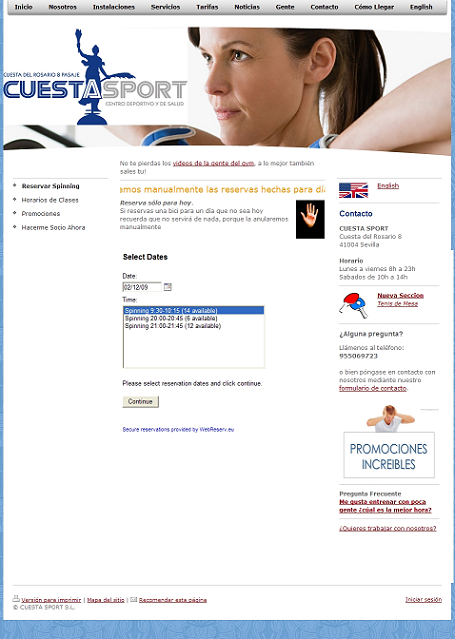 Inicio Nosotros Instalaciones Servicios Tarifas Noticias Gente Contacto Cómo Llegar English
CUESTA DEL ROSARIO 8 PASAJE
CUESTASPORT
CENTRO DEPORTIVO Y DE SALUD
Reservar Spinning
Horarios de Clases
Promociones
Hacerme Socio Ahora
No te pierdas los videos de la gente del gym, a lo mejor también
sales tu!
amos manualmente las reservas hechas para día
Reserva sólo para hoy.
Si reservas una bici para un día que no sea hoy
recuerda que no servirá de nada, porque la anularemos
manualmente
Select Dates
Date:
02/12/09
Time:
Spinning 9:30-10:15 (14 available)
Spinning 20:00-20:45 (6 available)
Spinning 21:00-21:45 (12 available)
Please select reservation dates and click continue.
Continue
Secure reservations provided by WebReserv.eu
English
Contacto
CUESTA SPORT
Cuesta del Rosario 8
41004 Sevilla
Horario
Lunes a viernes 8h a 23h
Sabados de 10h a 14h
Nueva Seccion
Tenis de Mesa
¿Alguna pregunta?
Llámenos al teléfono:
955069723
o bien póngase en contacto con
nosotros mediante nuestro
formulario de contacto.
PROMOCIONES
INCREIBLES
Pregunta Frecuente
Me gusta entrenar con poca
gente ¿cúal es la mejor hora?
¿Quieres trabajar con nosotros?
Versión para imprimir | Mapa del sitio | Recomendar esta página
Iniciar sesión
© CUESTA SPORT S.L.